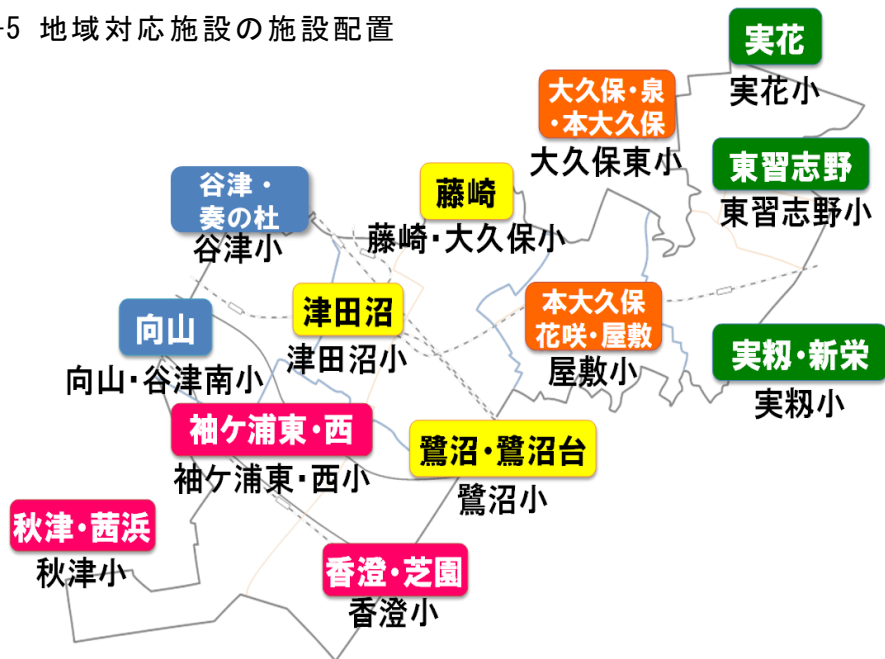 -5 地域対応施設の施設配置
実花
実花小
大久保・泉
・本大久保
大久保東小
東習志野
東習志野小
谷津・
奏の杜
谷津小
藤崎
藤崎・大久保小
津田沼
津田沼小
本大久保
花咲・屋敷
屋敷小
向山
向山・谷津南小
実籾・新栄
実籾小
袖ケ浦東・西
袖ケ浦東・西小
鷺沼・鷺沼台
鷺沼小
秋津・茜浜
秋津小
香澄・芝園
香澄小